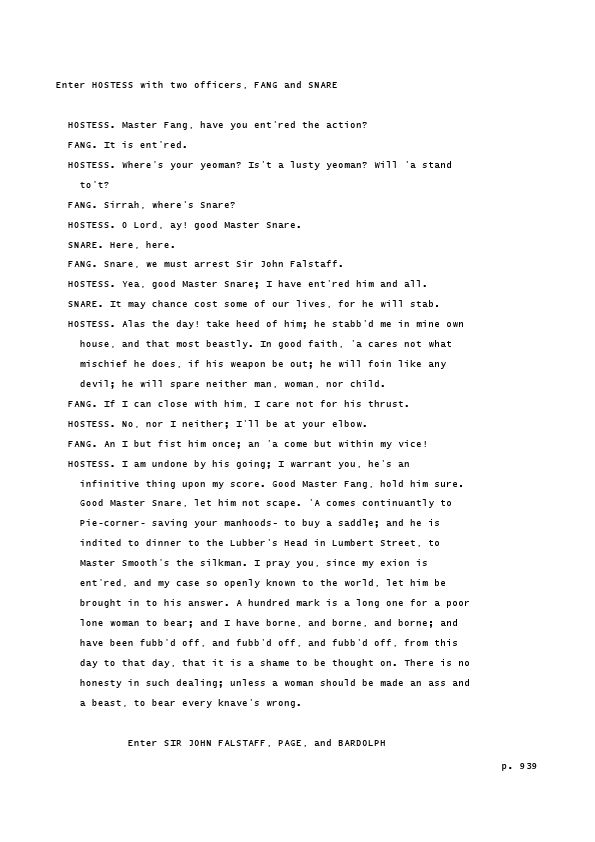 Enter HOSTESS with two officers, FANG and SNARE
HOSTESS. Master Fang, have you ent'red the action?
FANG. It is ent'red.
HOSTESS. Where's your yeoman? Is't a lusty yeoman? Will 'a stand
to't?
FANG. Sirrah, where's Snare?
HOSTESS. O Lord, ay! good Master Snare.
SNARE. Here, here.
FANG. Snare, we must arrest Sir John Falstaff.
HOSTESS. Yea, good Master Snare; I have ent'red him and all.
SNARE. It may chance cost some of our lives, for he will stab.
HOSTESS. Alas the day! take heed of him; he stabb'd me in mine own
house, and that most beastly. In good faith, 'a cares not what
mischief he does, if his weapon be out; he will foin like any
devil; he will spare neither man, woman, nor child.
FANG. If I can close with him, I care not for his thrust.
HOSTESS. No, nor I neither; I'll be at your elbow.
FANG. An I but fist him once; an 'a come but within my vice!
HOSTESS. I am undone by his going; I warrant you, he's an
infinitive thing upon my score. Good Master Fang, hold him sure.
Good Master Snare, let him not scape. 'A comes continuantly to
Pie-corner- saving your manhoods- to buy a saddle; and he is
indited to dinner to the Lubber's Head in Lumbert Street, to
Master Smooth's the silkman. I pray you, since my exion is
ent'red, and my case so openly known to the world, let him be
brought in to his answer. A hundred mark is a long one for a poor
lone woman to bear; and I have borne, and borne, and borne; and
have been fubb'd off, and fubb'd off, and fubb'd off, from this
day to that day, that it is a shame to be thought on. There is no
honesty in such dealing; unless a woman should be made an ass and
a beast, to bear every knave's wrong.
Enter SIR JOHN FALSTAFF, PAGE, and BARDOLPH
p. 939